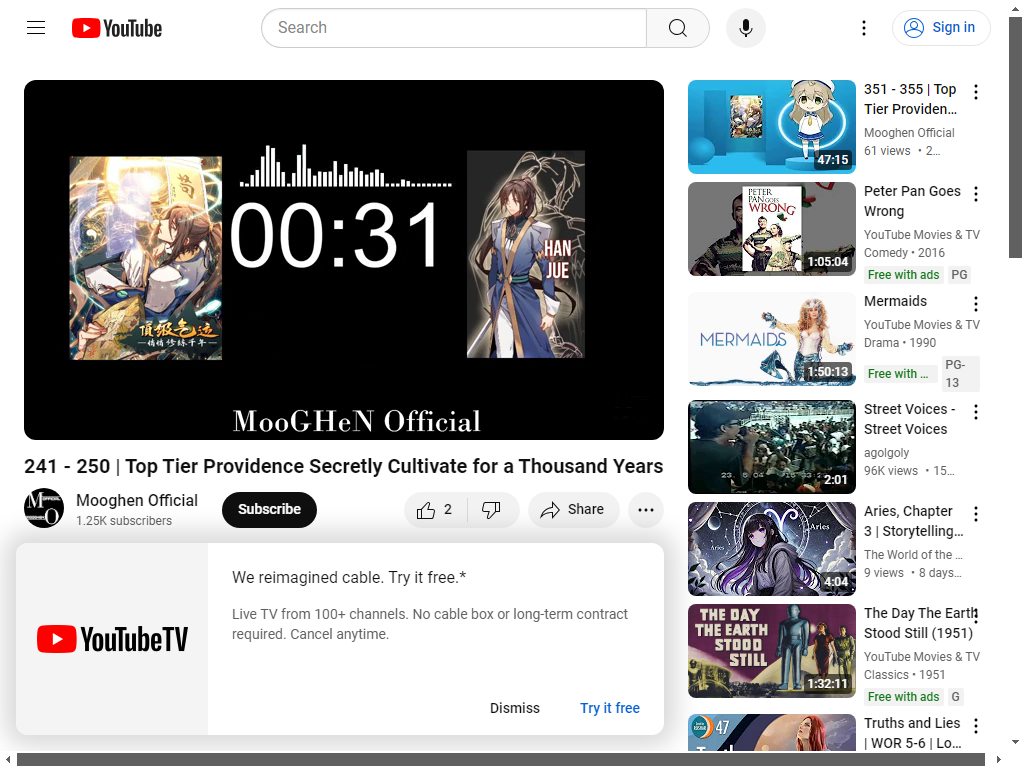 YouTube
Search
Sign in
00:31
HAN
JUE
頂級气运
悄悄修練千年
MooGHeN Official
241 - 250 | Top Tier Providence Secretly Cultivate for a Thousand Years
Mooghen Official
1.25K subscribers
Subscribe
2
Share
We reimagined cable. Try it free.*
Live TV from 100+ channels. No cable box or long-term contract
required. Cancel anytime.
YouTubeTV
Dismiss
Try it free
47:15
351 - 355 | Top
Tier Providen…
Mooghen Official
61 views • 2…
PETER
PAN GOES
WRONG
1:05:04
Peter Pan Goes
Wrong
YouTube Movies & TV
Comedy • 2016
Free with ads
PG
MERMAIDS
1:50:13
Mermaids
YouTube Movies & TV
Drama • 1990
Free with …
PG-
13
2:01
Street Voices -
Street Voices
agolgoly
96K views • 15…
Aries
Aries
4:04
Aries, Chapter
3 | Storytelling…
The World of the …
9 views • 8 days…
THE DAY
THE EARTH
STOOD
STILL
1:32:11
The Day The Earth
Stood Still (1951)
YouTube Movies & TV
Classics • 1951
Free with ads
G
47
Truths and Lies
| WOR 5-6 | Lo…